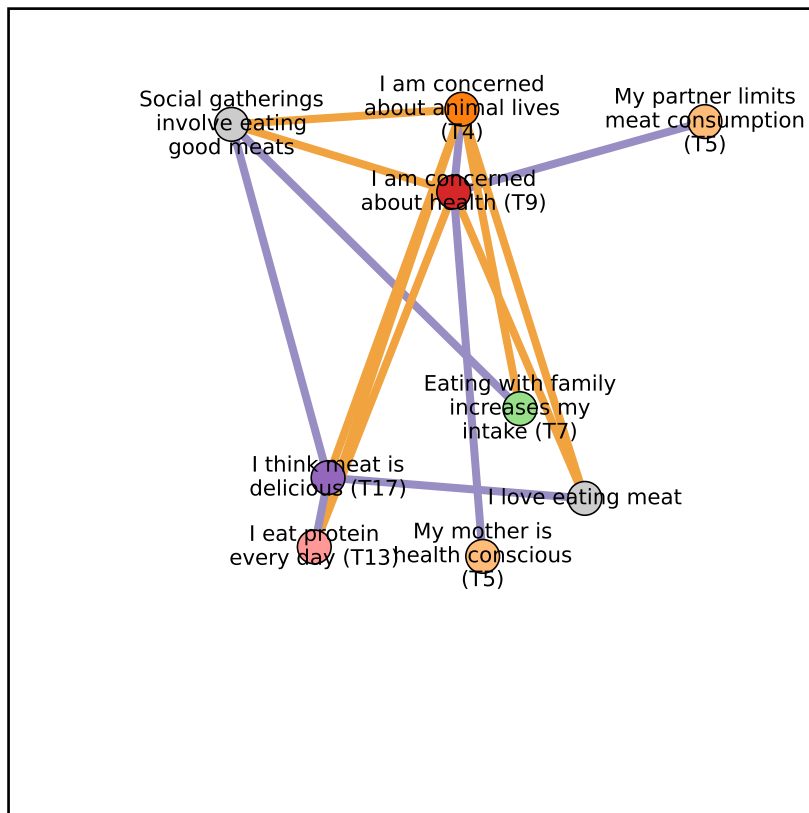 Social gatherings
involve eating
good meats
I am concerned
about animal lives
(T4)
My partner limits
meat consumption
(T5)
I am concerned
about health (T9)
Eating with family
increases my
intake (T7)
I think meat is
delicious (T17)
I love eating meat
I eat protein
every day (T13)
My mother is
health conscious
(T5)